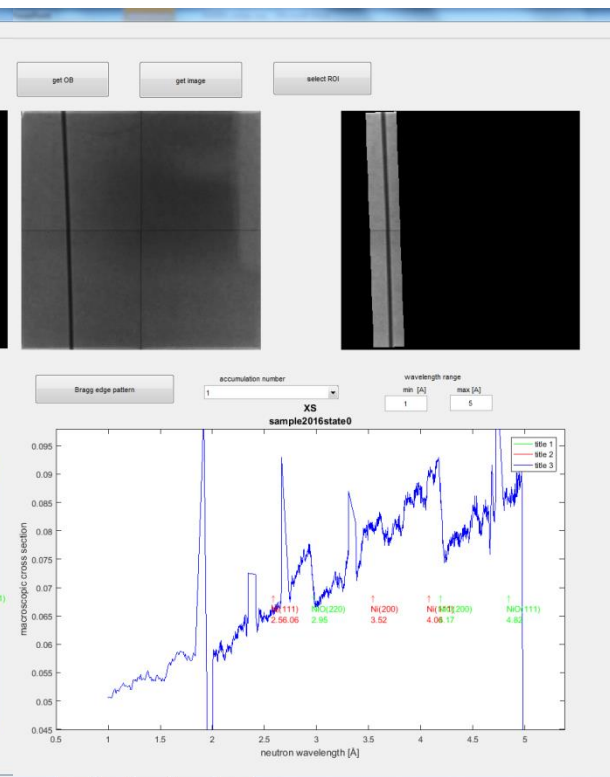 get OB
get image
select ROI
Bragg edge pattern
accumulation number
1
wavelength range
min [A]
max [A]
1
5
XS
sample2016state0
title 1
title 2
title 3
macroscopic cross section
0.095
0.09
0.085
0.08
0.075
0.07
0.065
0.06
0.055
0.05
0.045
NiO(220)
2.95
Ni(200)
3.52
4.82
0.5
1
1.5
2
2.5
3
3.5
4
4.5
5
neutron wavelength [Å]